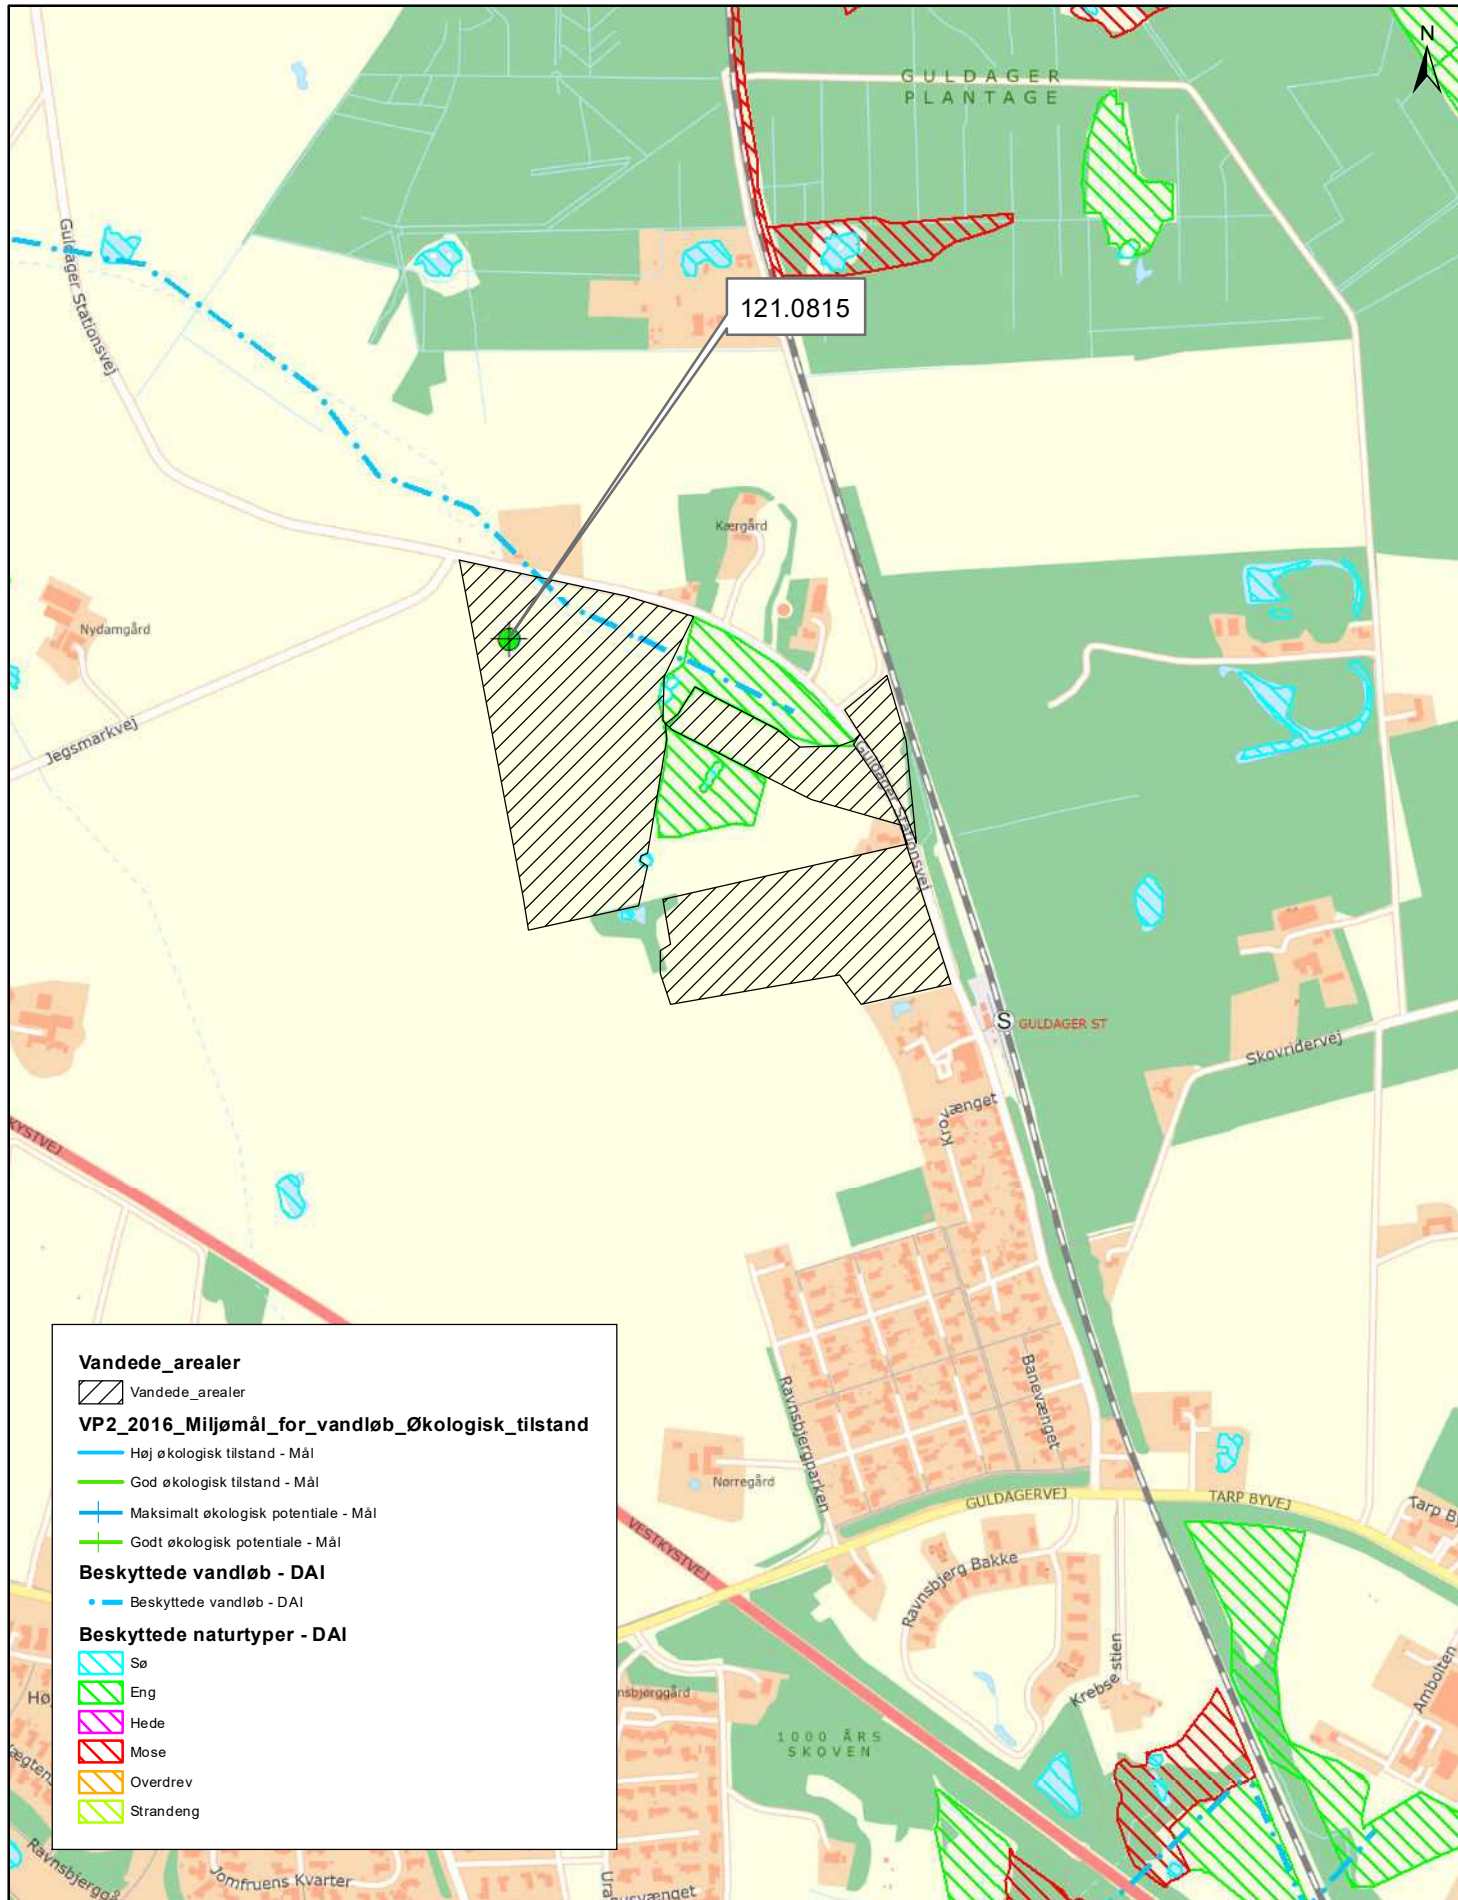 N
GULDAGER
PLANTAGE
Guldager Stationsvej
121.0815
Kærgård
Nydamgård
Jegsmarkvej
Guldager Stationsvej
S GULDAGER ST
Skovridervej
Krovænget
Ravnsbjergparken
Banevænget
Nørregård
GULDAGERVEJ
TARP BYVEJ
VESTKYSTVEJ
Ravnsbjerg Bakke
Krebse stien
Ambolten
1000 ÅRS
SKOVEN
Jomfruens Kvarter
Vandede_arealer
Vandede_arealer
VP2_2016_Miljømål_for_vandløb_Økologisk_tilstand
Høj økologisk tilstand - Mål
God økologisk tilstand - Mål
Maksimalt økologisk potentiale - Mål
Godt økologisk potentiale - Mål
Beskyttede vandløb - DAI
Beskyttede vandløb - DAI
Beskyttede naturtyper - DAI
Sø
Eng
Hede
Mose
Overdrev
Strandeng